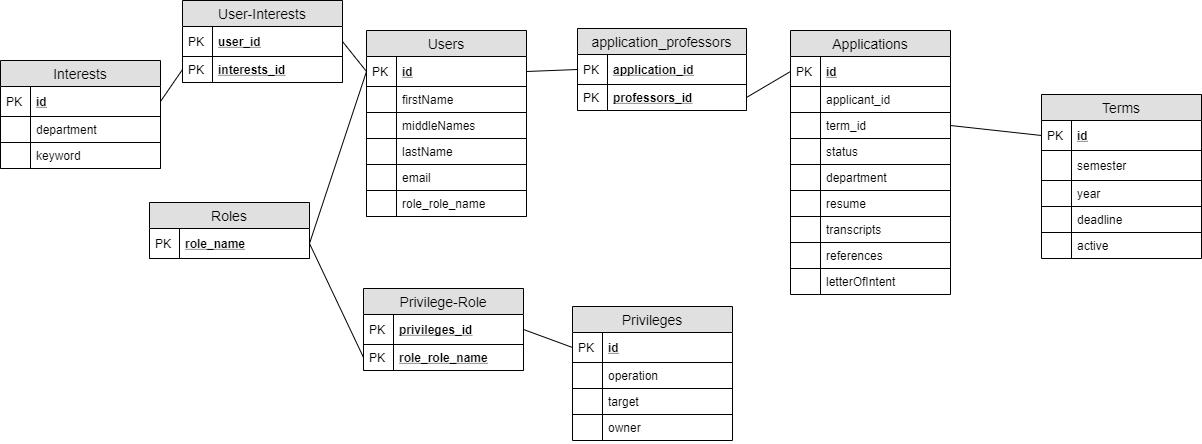 User-Interests
PK user_id
PK interests_id
Interests
PK id
department
keyword
Users
PK id
firstName
middleNames
lastName
email
role_role_name
application_professors
PK application_id
PK professors_id
Applications
PK id
applicant_id
term_id
status
department
resume
transcripts
references
letterOfIntent
Terms
PK id
semester
year
deadline
active
Roles
PK role_name
Privilege-Role
PK privileges_id
PK role_role_name
Privileges
PK id
operation
target
owner